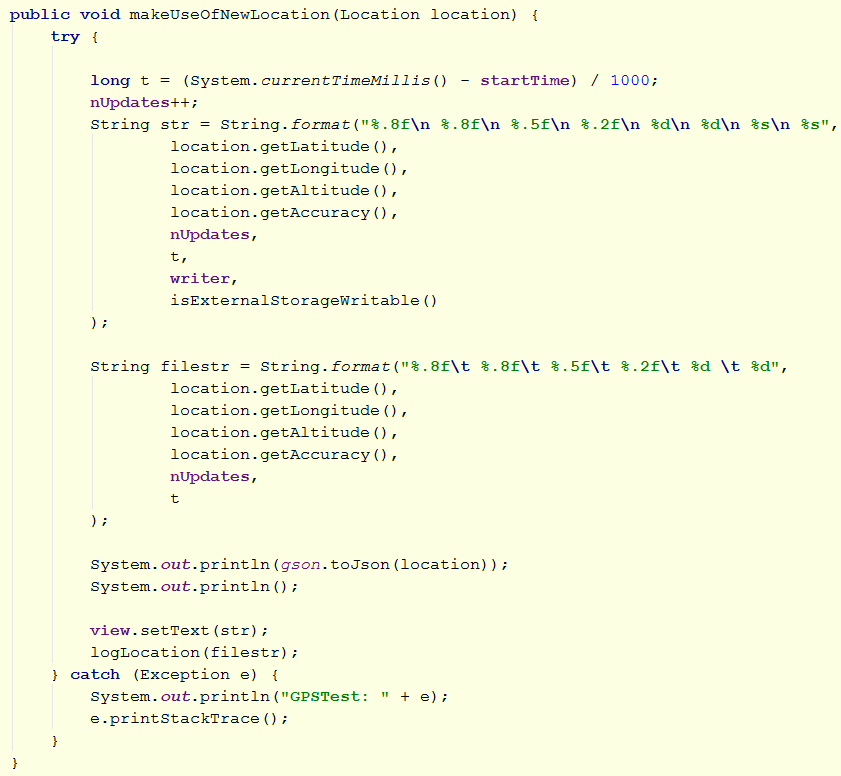 public void makeUseOfNewLocation(Location location) {
    try {

        long t = (System.currentTimeMillis() - startTime) / 1000;
        nUpdates++;
        String str = String.format("%.8f\n %.8f\n %.5f\n %.2f\n %d\n %d\n %s\n %s",
                location.getLatitude(),
                location.getLongitude(),
                location.getAltitude(),
                location.getAccuracy(),
                nUpdates,
                t,
                writer,
                isExternalStorageWritable()
        );

        String filestr = String.format("%.8f\t %.8f\t %.5f\t %.2f\t %d \t %d",
                location.getLatitude(),
                location.getLongitude(),
                location.getAltitude(),
                location.getAccuracy(),
                nUpdates,
                t
        );

        System.out.println(gson.toJson(location));
        System.out.println();

        view.setText(str);
        logLocation(filestr);
    } catch (Exception e) {
        System.out.println("GPSTest: " + e);
        e.printStackTrace();
    }
}